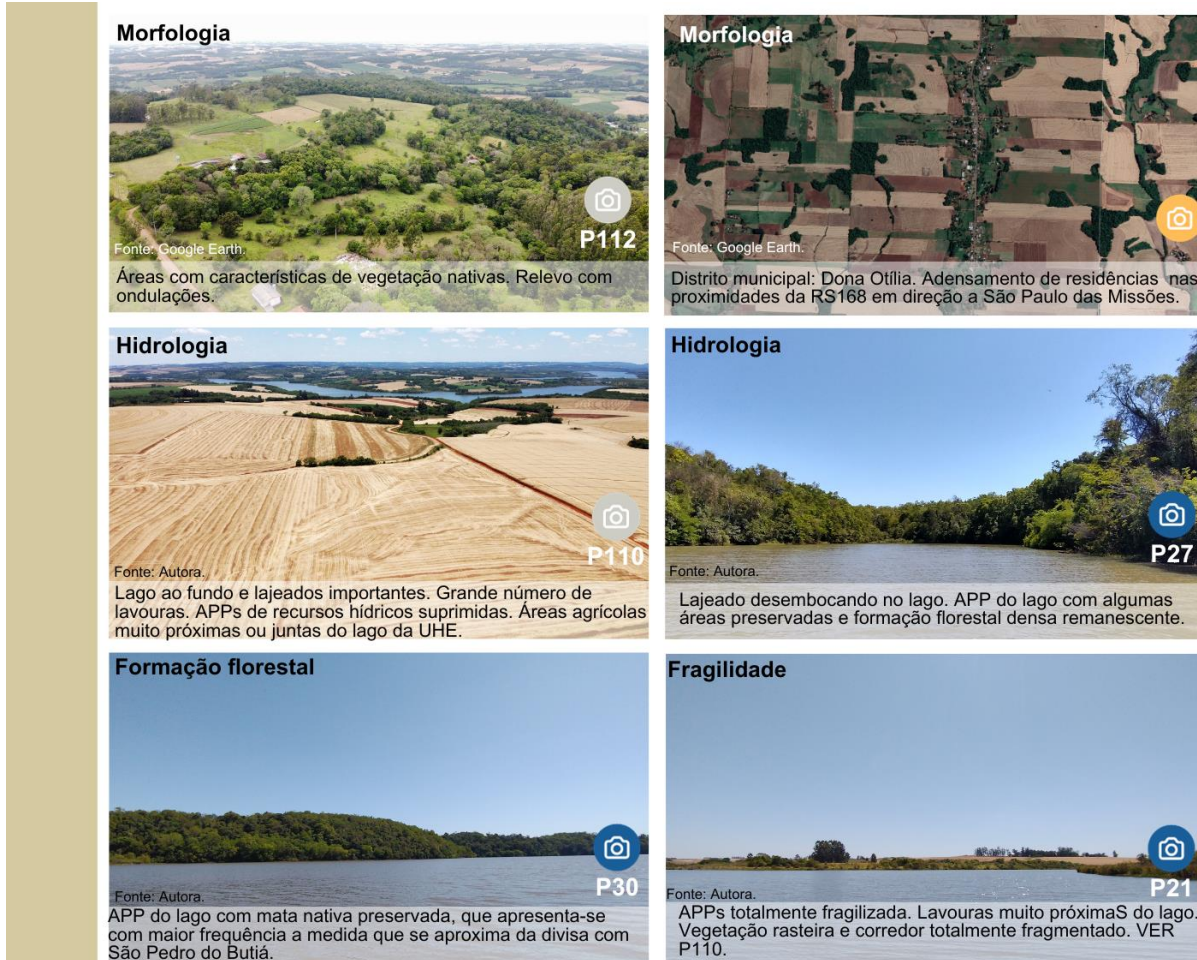 Morfologia
P112
Fonte: Google Earth.
Áreas com características de vegetação nativas. Relevo com
ondulações.
Morfologia
Fonte: Google Earth.
Distrito municipal: Dona Otília. Adensamento de residências nas
proximidades da RS168 em direção a São Paulo das Missões.
Hidrologia
P110
Fonte: Autora.
Lago ao fundo e lajeados importantes. Grande número de
lavouras. APPs de recursos hídricos suprimidas. Áreas agrícolas
muito próximas ou juntas do lago da UHE.
Hidrologia
P27
Fonte: Autora.
Lajeado desembocando no lago. APP do lago com algumas
áreas preservadas e formação florestal densa remanescente.
Formação florestal
P30
Fonte: Autora.
APP do lago com mata nativa preservada, que apresenta-se
com maior frequência a medida que se aproxima da divisa com
São Pedro do Butiá.
Fragilidade
P21
Fonte: Autora.
APPs totalmente fragilizada. Lavouras muito próximaS do lago.
Vegetação rasteira e corredor totalmente fragmentado. VER
P110.